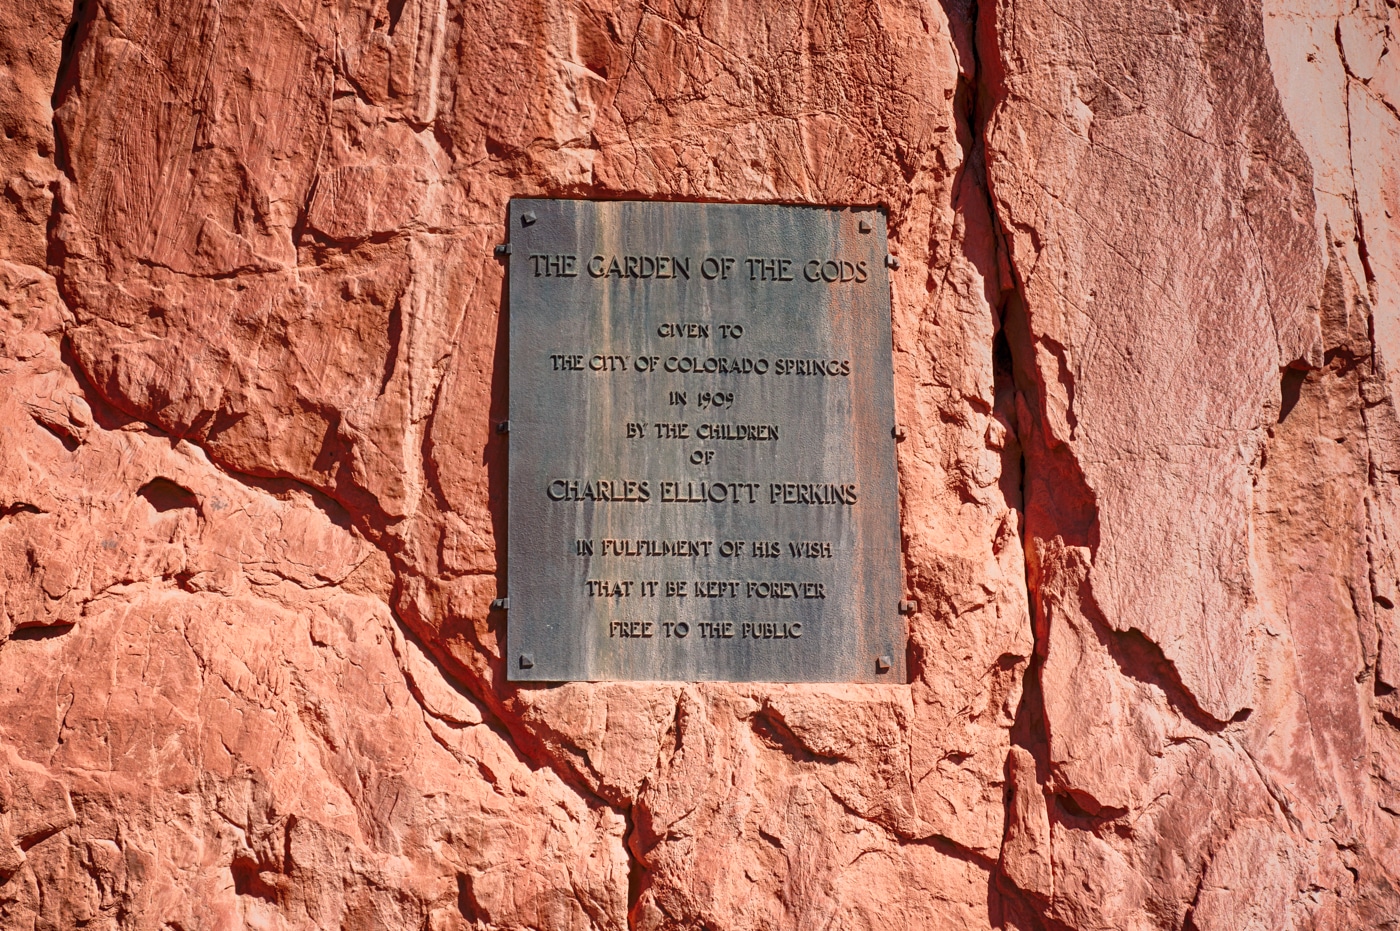 THE GARDEN OF THE GODS
GIVEN TO
THE CITY OF COLORADO SPRINGS
IN 1909
BY THE CHILDREN
OF
CHARLES ELLIOTT PERKINS
IN FULFILMENT OF HIS WISH
THAT IT BE KEPT FOREVER
FREE TO THE PUBLIC